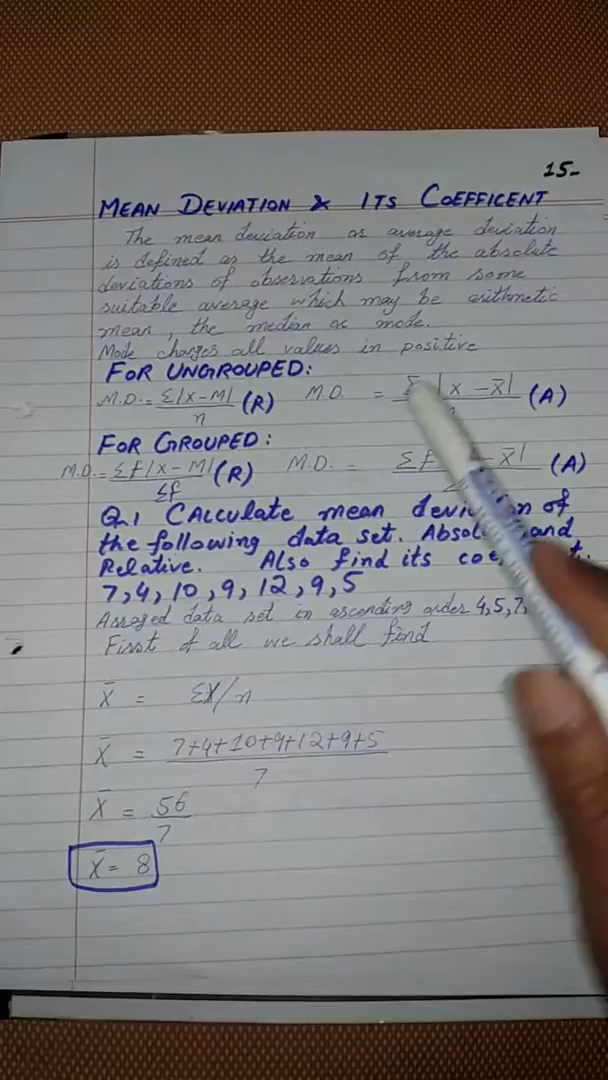 15-
MEAN DEVIATION & ITS COEFFICENT
The mean deviation or average deviation
is defined as the mean of the absolute
deviations of observations from some
suitable average which may be arithmetic
mean, the median or mode.
Mode changes all values in positive
FOR UNGROUPED:
M.D. = Σ|x-M|/n (R) M.D. = Σ|x-x̄| (A)
FOR GROUPED:
M.D. = Σf|x-M|/Σf (R) M.D. = Σf x̄| (A)
Q.1 CAlculate mean of
the following data set. and
Relative. Also find its
7,4,10,9,12,9,5
data set in ascending order 4,5,7,
First of all we shall find
X̄ = ΣX/n
X̄ = 7+4+10+9+12+9+5/7
X̄ = 56/7
X̄ = 8